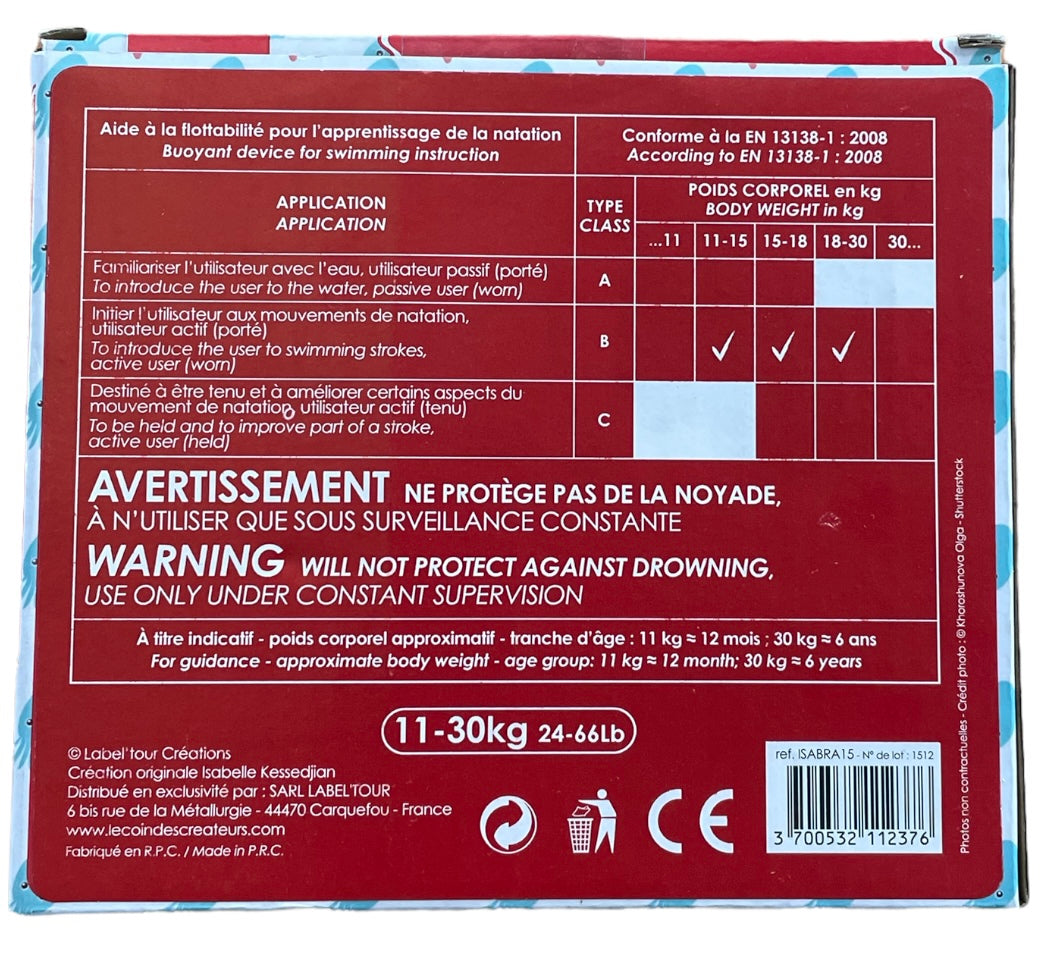 Aide à la flottabilité pour l'apprentissage de la natation
Buoyant device for swimming instruction
Conforme à la EN 13138-1 : 2008
According to EN 13138-1 : 2008
APPLICATION
APPLICATION
TYPE
CLASS
POIDS CORPOREL en kg
BODY WEIGHT in kg
...11 11-15 15-18 18-30 30...
Familiariser l'utilisateur avec l'eau, utilisateur passif (porté)
To introduce the user to the water, passive user (worn)
A
Initier l'utilisateur aux mouvements de natation,
utilisateur actif (porté)
To introduce the user to swimming strokes,
active user (worn)
B
Destiné à être tenu et à améliorer certains aspects du
mouvement de natation, utilisateur actif (tenu)
To be held and to improve part of a stroke,
active user (held)
C
AVERTISSEMENT NE PROTÈGE PAS DE LA NOYADE,
À N'UTILISER QUE SOUS SURVEILLANCE CONSTANTE
WARNING WILL NOT PROTECT AGAINST DROWNING,
USE ONLY UNDER CONSTANT SUPERVISION
À titre indicatif - poids corporel approximatif - tranche d'âge : 11 kg ≈ 12 mois ; 30 kg ≈ 6 ans
For guidance - approximate body weight - age group: 11 kg ≈ 12 month; 30 kg ≈ 6 years
11-30kg 24-66Lb
© Label'tour Créations
Création originale Isabelle Kessedjian
Distribué en exclusivité par : SARL LABEL'TOUR
6 bis rue de la Métallurgie - 44470 Carquefou - France
www.lecoindescreateurs.com
Fabriqué en R.P.C. / Made in P.R.C.
CE
ref. ISABRA15 - N° de lot : 1512
3 700532 112376
Photos non contractuelles - Crédit photo : © Khoroshunova Olga - Shutterstock